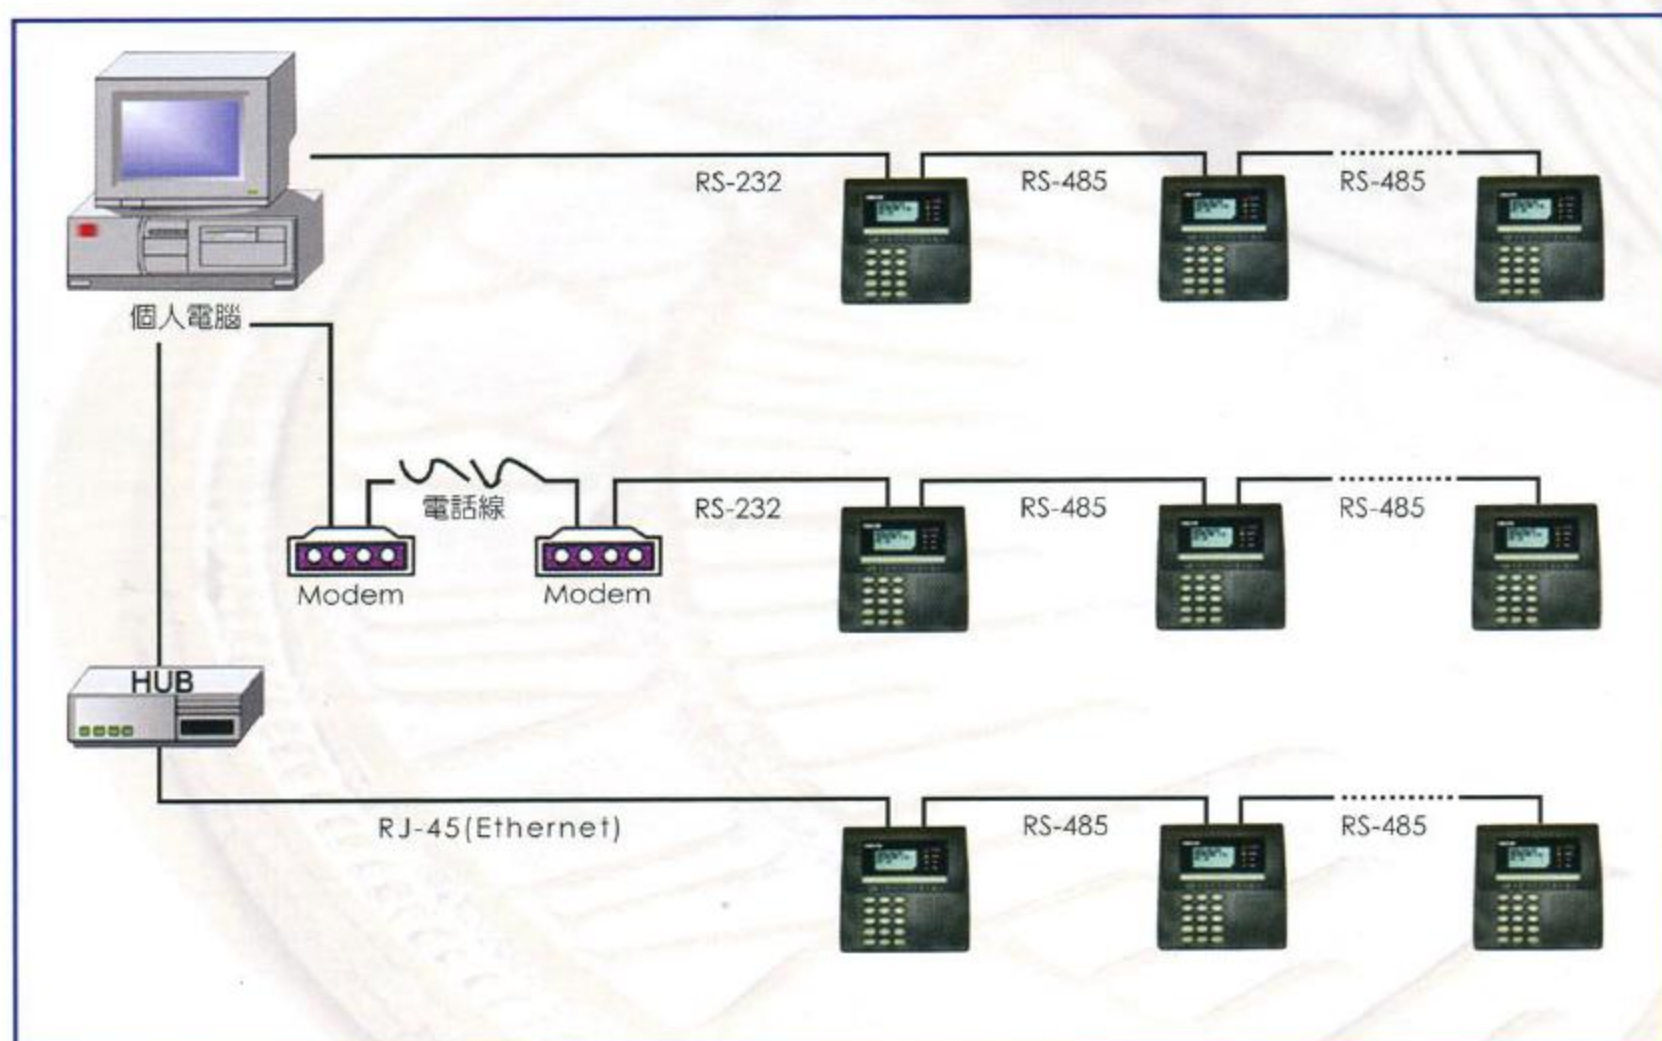 RS-232
RS-485
RS-485
個人電腦
電話線
RS-232
RS-485
RS-485
Modem
Modem
HUB
RJ-45(Ethernet)
RS-485
RS-485